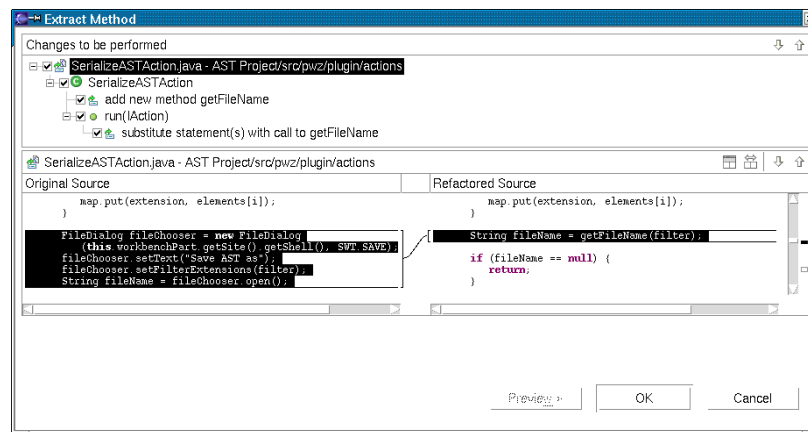 Extract Method
Changes to be performed
SerializeASTAction.java - AST Project/src/pwz/plugin/actions
SerializeASTAction
add new method getFileName
run(IAction)
substitute statement(s) with call to getFileName
SerializeASTAction.java - AST Project/src/pwz/plugin/actions
Original Source
map.put(extension, elements[i]);
}
FileDialog fileChooser = new FileDialog
(this.workbenchPart.getSite().getShell(), SWT.SAVE);
fileChooser.setText("Save AST as");
fileChooser.setFilterExtensions(filter);
String fileName = fileChooser.open();
Refactored Source
map.put(extension, elements[i]);
}
String fileName = getFileName(filter);
if (fileName == null) {
return;
}
Preview >
OK
Cancel